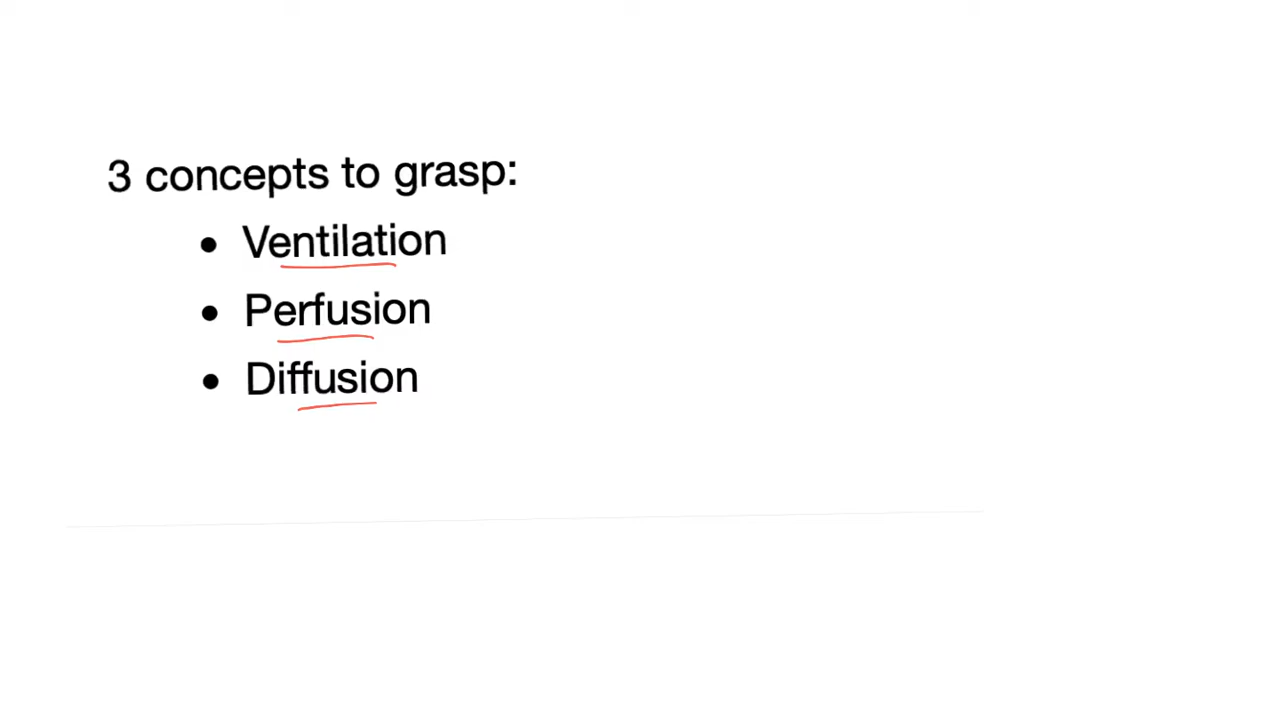 3 concepts to grasp:
• Ventilation
• Perfusion
• Diffusion